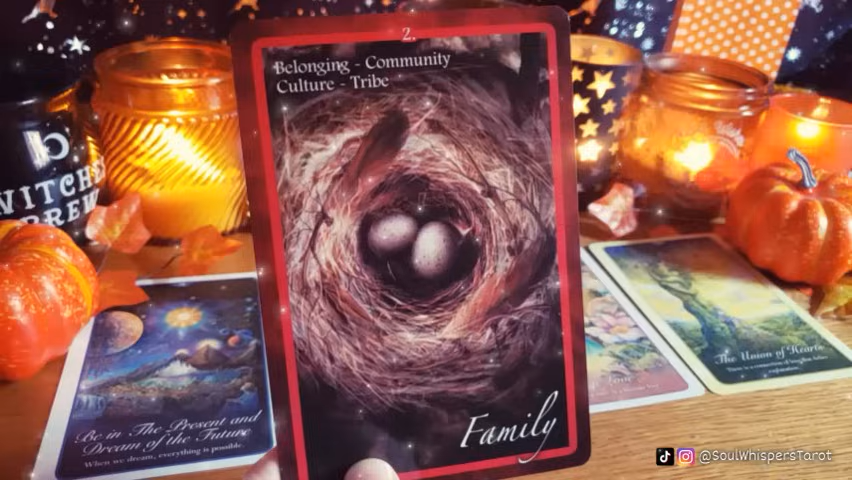 2.
Belonging - Community
Culture - Tribe
Family
WITCHES
BREW
Be in The Present and
Dream of the Future
When we dream, everything is possible.
The Union of Hearts
@SoulWhispersTarot